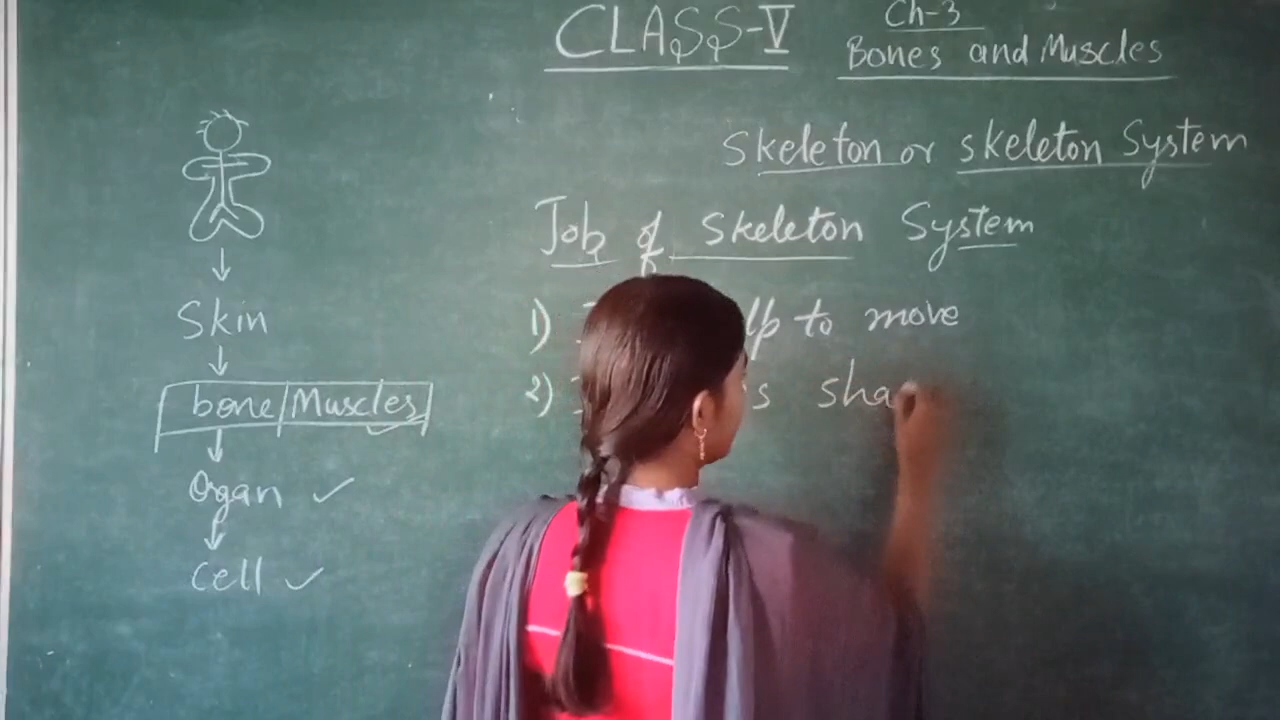 CLASS-V
Ch-3
Bones and Muscles
Skeleton or skeleton System
Job of Skeleton System
1) to move
2)
Skin
bone Muscles
Organ ✓
Cell ✓